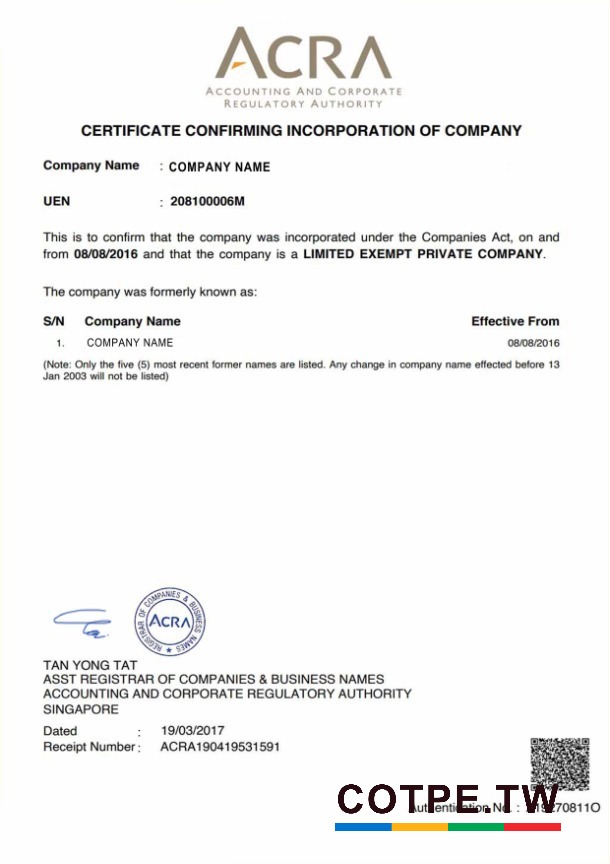 ACRA
ACCOUNTING AND CORPORATE
REGULATORY AUTHORITY
CERTIFICATE CONFIRMING INCORPORATION OF COMPANY
Company Name : COMPANY NAME
UEN : 208100006M
This is to confirm that the company was incorporated under the Companies Act, on and
from 08/08/2016 and that the company is a LIMITED EXEMPT PRIVATE COMPANY.
The company was formerly known as:
S/N Company Name Effective From
1. COMPANY NAME 08/08/2016
(Note: Only the five (5) most recent former names are listed. Any change in company name effected before 13
Jan 2003 will not be listed)
REGISTRAR OF COMPANIES & BUSINESS NAMES
ACRA
TAN YONG TAT
ASST REGISTRAR OF COMPANIES & BUSINESS NAMES
ACCOUNTING AND CORPORATE REGULATORY AUTHORITY
SINGAPORE
Dated : 19/03/2017
Receipt Number : ACRA190419531591
COTPE.TW
Authentication No. :